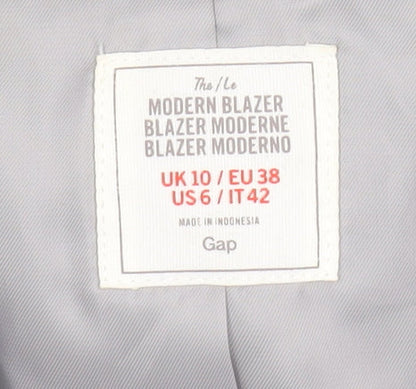 The/Le
MODERN BLAZER
BLAZER MODERNE
BLAZER MODERNO
UK 10 / EU 38
US 6 / IT 42
MADE IN INDONESIA
Gap